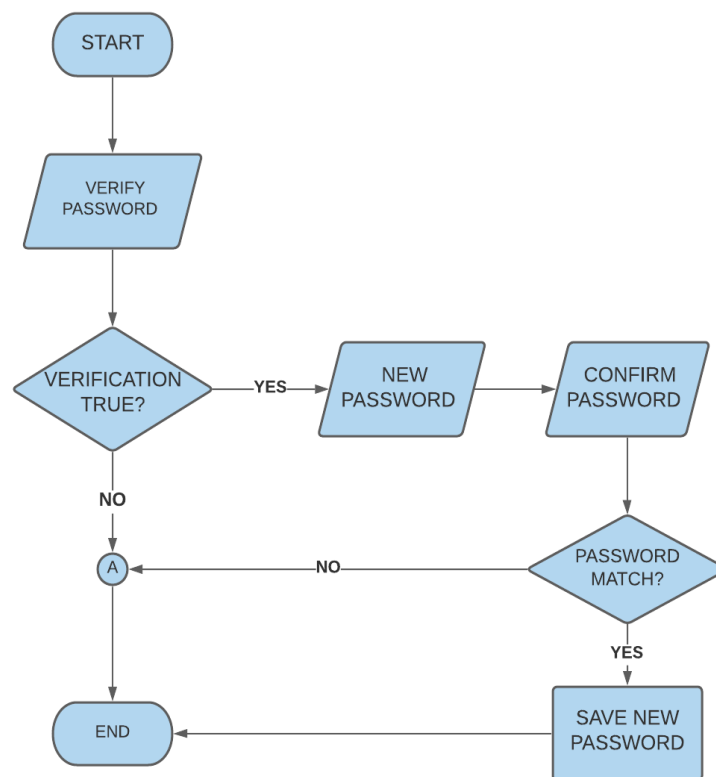 START
VERIFY
PASSWORD
VERIFICATION
TRUE?
YES
NEW
PASSWORD
CONFIRM
PASSWORD
NO
A
NO
PASSWORD
MATCH?
YES
END
SAVE NEW
PASSWORD